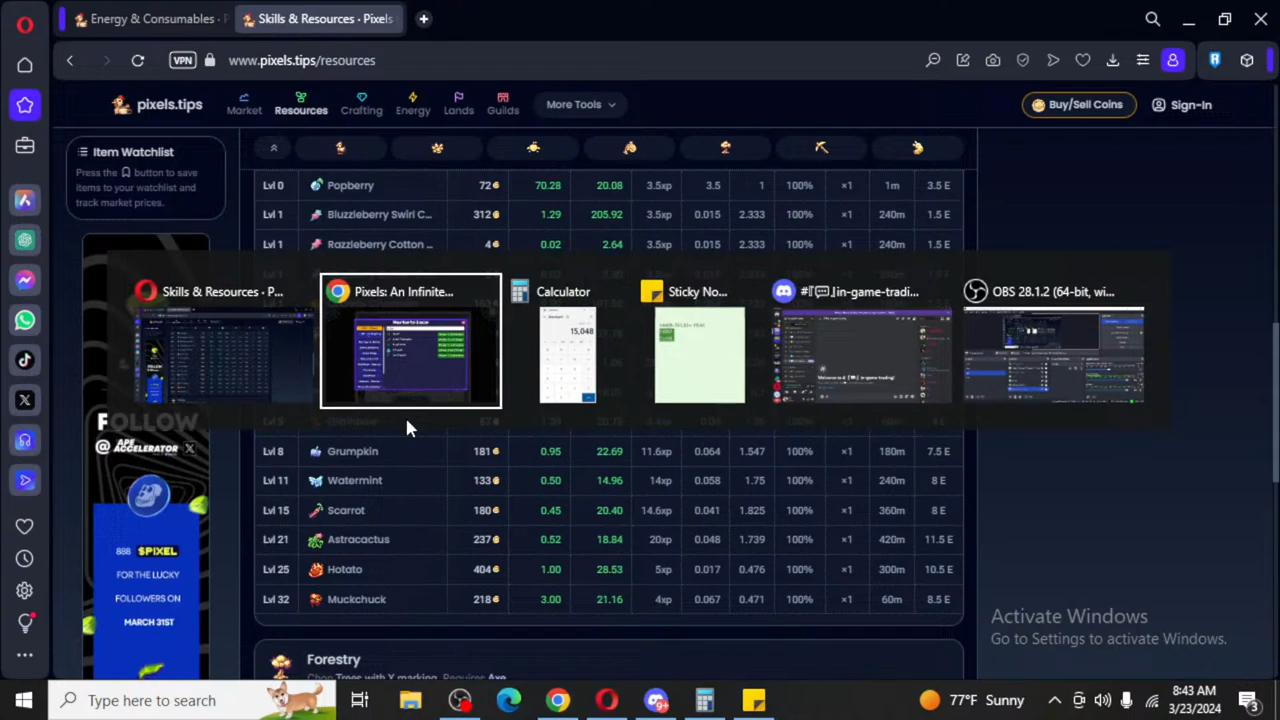 Energy & Consumables · P
Skills & Resources · Pixels
VPN
www.pixels.tips/resources
pixels.tips
Market
Resources
Crafting
Energy
Lands
Guilds
More Tools
Buy/Sell Coins
Sign-In
Item Watchlist
Press the button to save
items to your watchlist and
track market prices.
Lvl 0 Popberry 72 70.28 20.08 3.5xp 3.5 1 100% ×1 1m 3.5 E
Lvl 1 Bluzzleberry Swirl C... 312 1.29 205.92 3.5xp 0.015 2.333 100% ×1 240m 1.5 E
Lvl 1 Razzleberry Cotton ... 4 0.02 2.64 3.5xp 0.015 2.333 100% ×1 240m 1.5 E
Skills & Resources · P...
Pixels: An Infinite...
Calculator
Sticky No...
#⁠in-game-tradi...
OBS 28.1.2 (64-bit, wi...
15,048
FOLLOW
@ APE
ACCELERATOR X
888 $PIXEL
FOR THE LUCKY
FOLLOWERS ON
MARCH 31ST
Lvl 8 Grumpkin 181 0.95 22.69 11.6xp 0.064 1.547 100% ×1 180m 7.5 E
Lvl 11 Watermint 133 0.50 14.96 14xp 0.058 1.75 100% ×1 240m 8 E
Lvl 15 Scarrot 180 0.45 20.40 14.6xp 0.041 1.825 100% ×1 360m 8 E
Lvl 21 Astracactus 237 0.52 18.84 20xp 0.048 1.739 100% ×1 420m 11.5 E
Lvl 25 Hotato 404 1.00 28.53 5xp 0.017 0.476 100% ×1 300m 10.5 E
Lvl 32 Muckchuck 218 3.00 21.16 4xp 0.067 0.471 100% ×1 60m 8.5 E
Forestry
Chop Trees with X marking. Requires Axe
Activate Windows
Go to Settings to activate Windows.
Type here to search
9+
77°F Sunny
8:43 AM
3/23/2024
3